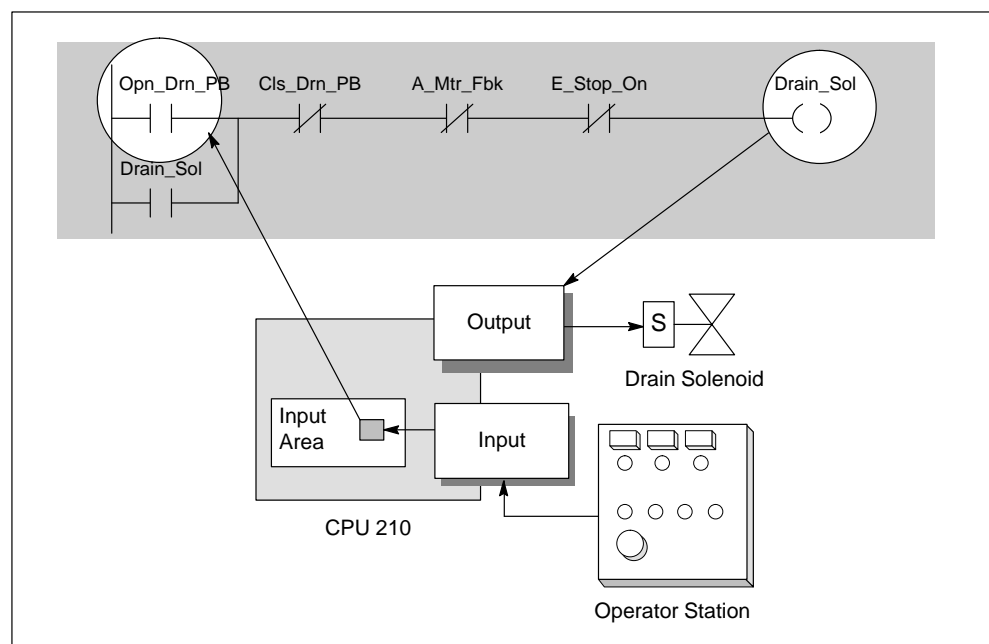 Opn_Drn_PB Cls_Drn_PB A_Mtr_Fbk E_Stop_On Drain_Sol
Drain_Sol
Output
S
Drain Solenoid
Input
Area
Input
CPU 210
Operator Station